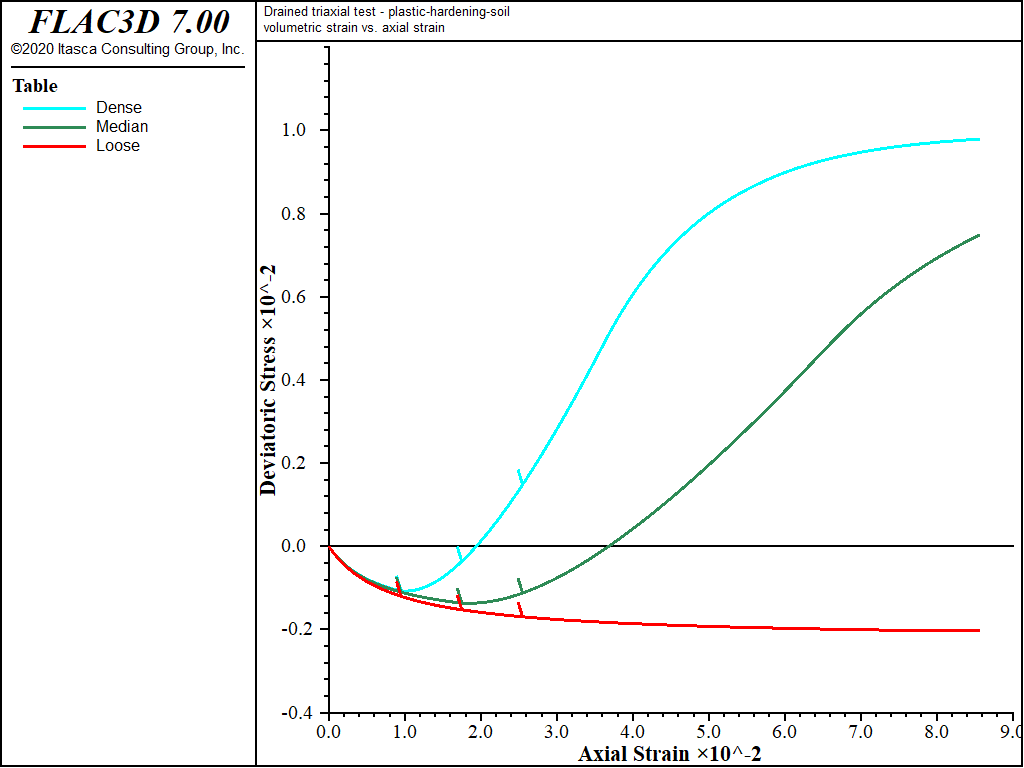 FLAC3D 7.00
©2020 Itasca Consulting Group, Inc.
Table
Dense
Median
Loose
Drained triaxial test - plastic-hardening-soil
volumetric strain vs. axial strain
Deviatoric Stress ×10^-2
1.0
0.8
0.6
0.4
0.2
0.0
-0.2
-0.4
0.0 1.0 2.0 3.0 4.0 5.0 6.0 7.0 8.0 9.0
Axial Strain ×10^-2